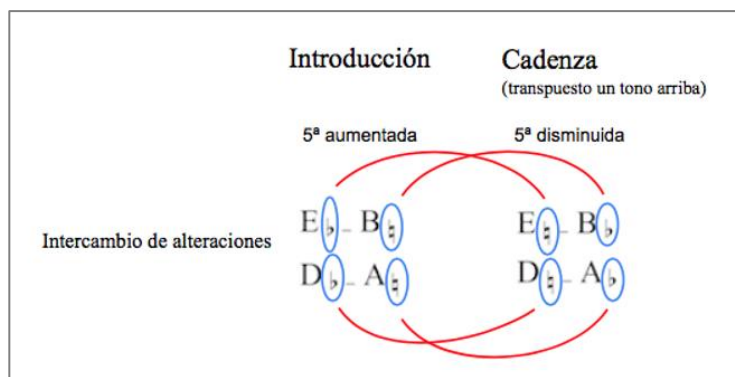 Introducción Cadenza
(transpuesto un tono arriba)
5ª aumentada 5ª disminuida
E♭ - B♮ E♮ - B♭
Intercambio de alteraciones
D♭ - A♮ D♮ - A♭